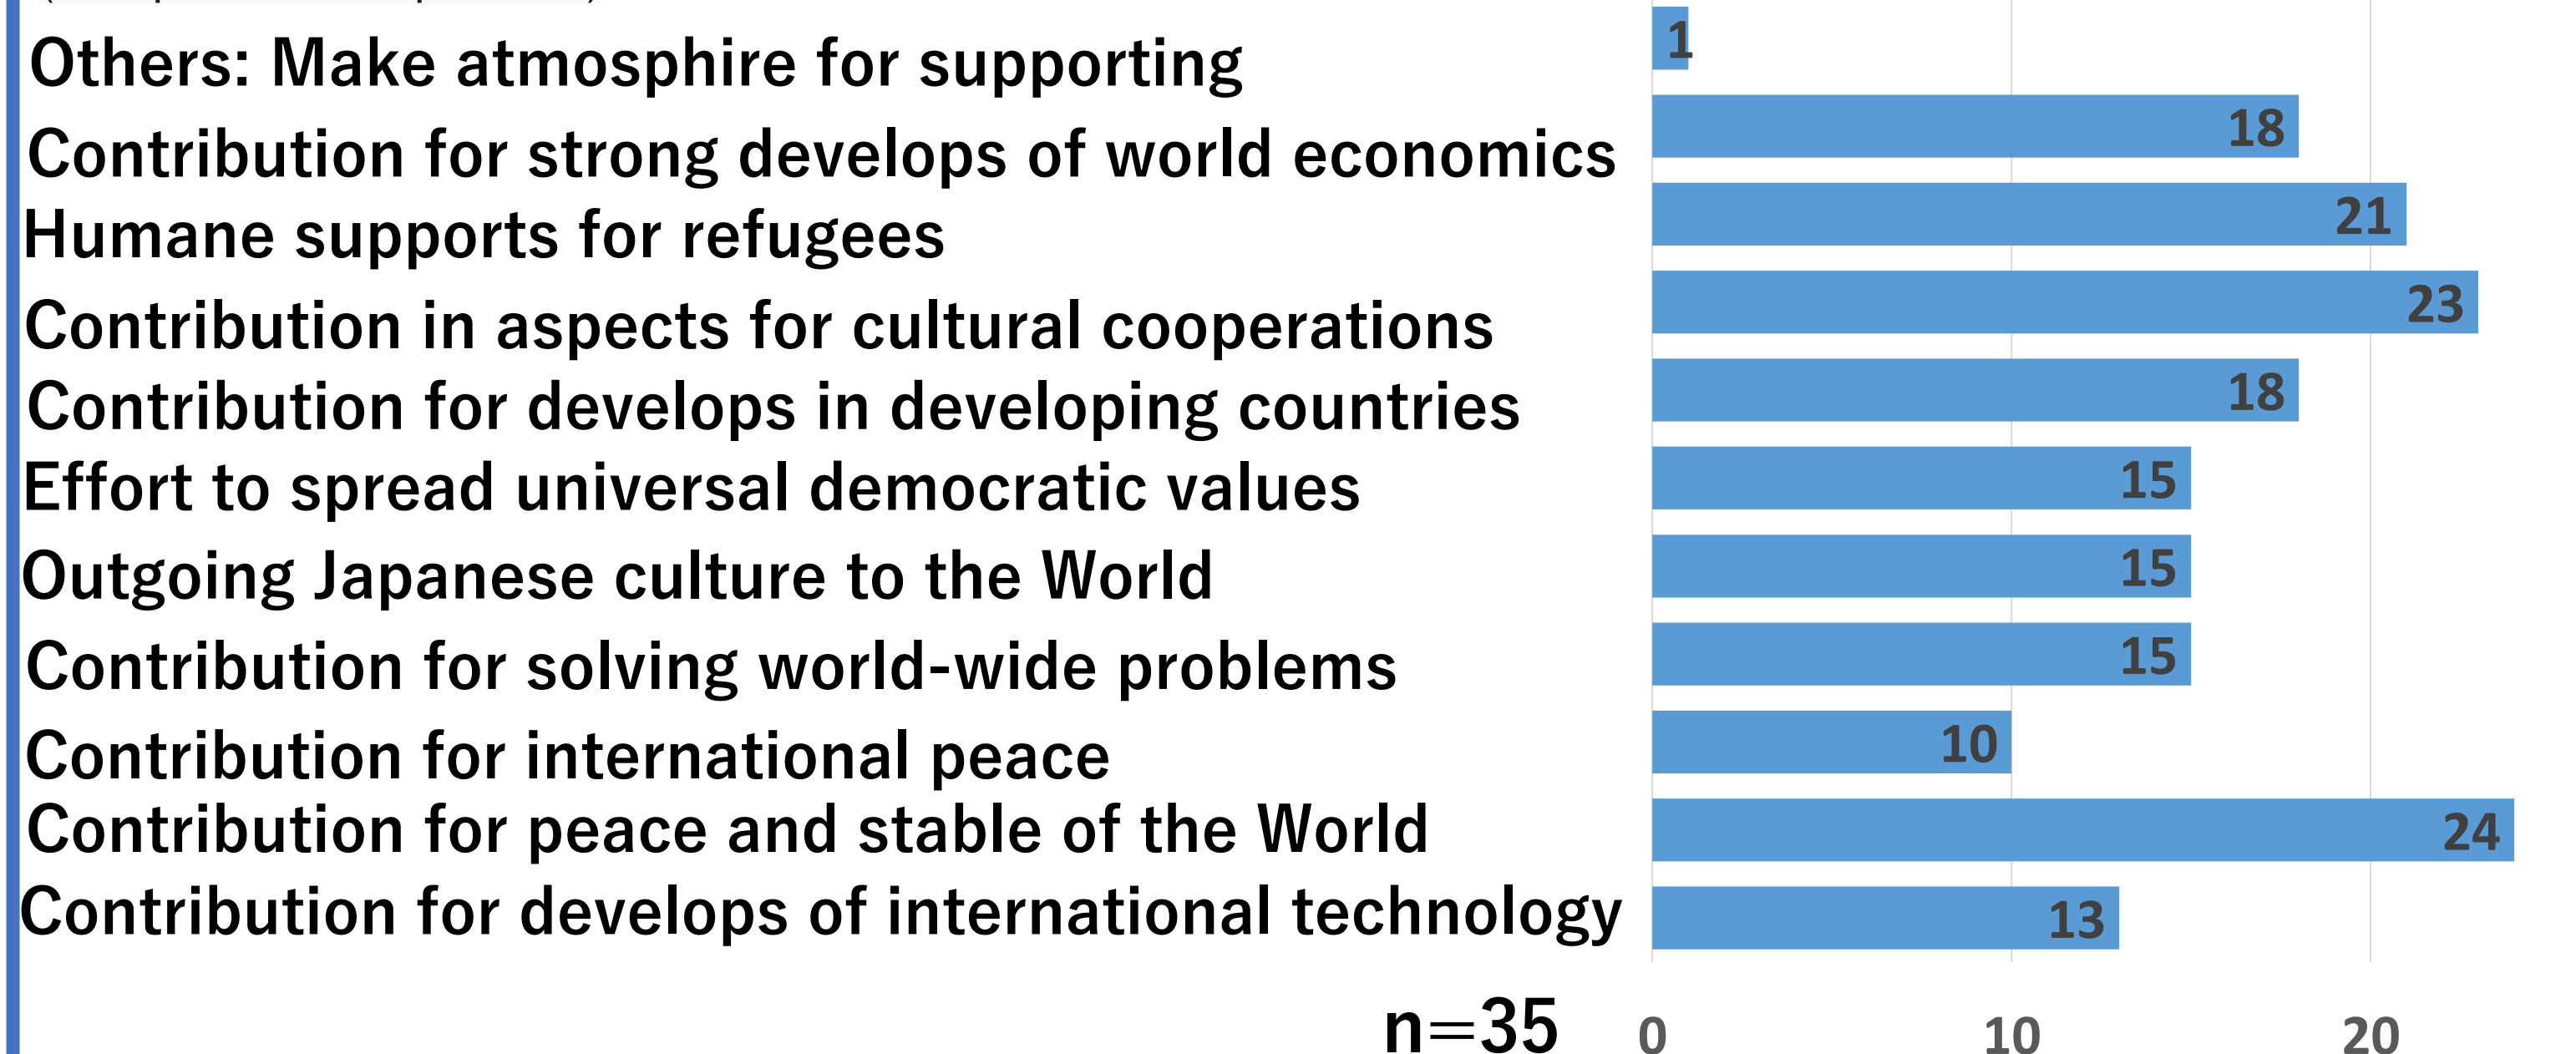 Others: Make atmosphire for supporting 1
Contribution for strong develops of world economics 18
Humane supports for refugees 21
Contribution in aspects for cultural cooperations 23
Contribution for develops in developing countries 18
Effort to spread universal democratic values 15
Outgoing Japanese culture to the World 15
Contribution for solving world-wide problems 15
Contribution for international peace 10
Contribution for peace and stable of the World 24
Contribution for develops of international technology 13
n=35 0 10 20